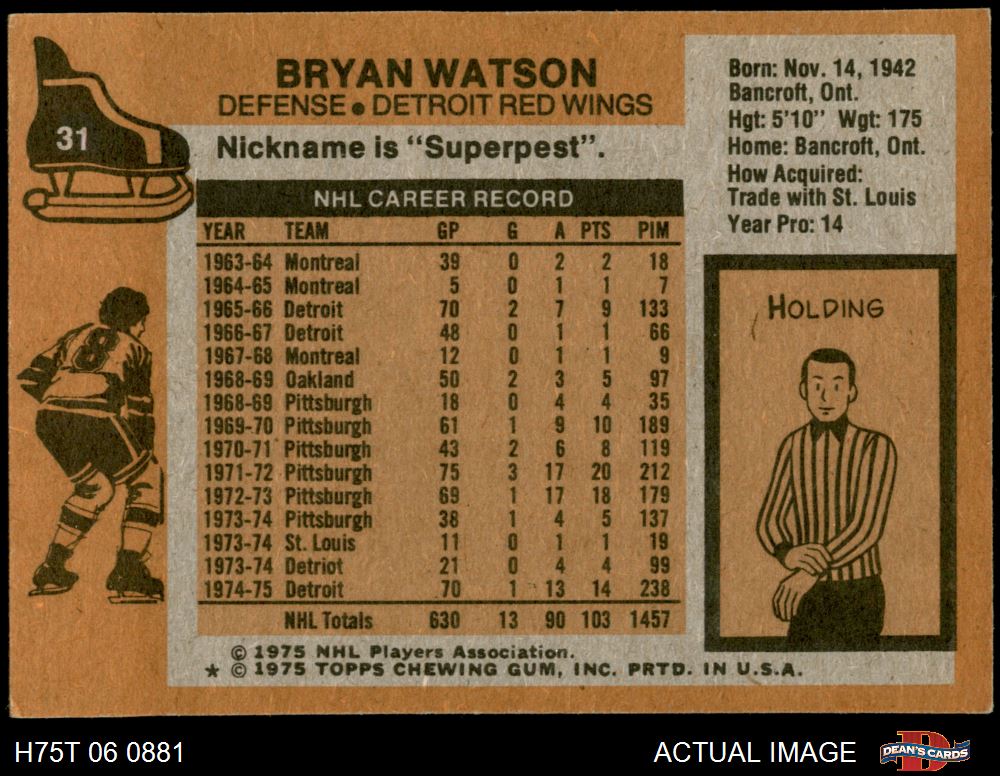 31
BRYAN WATSON
DEFENSE • DETROIT RED WINGS
Nickname is "Superpest".
NHL CAREER RECORD
YEAR TEAM GP G A PTS PIM
1963-64 Montreal 39 0 2 2 18
1964-65 Montreal 5 0 1 1 7
1965-66 Detroit 70 2 7 9 133
1966-67 Detroit 48 0 1 1 66
1967-68 Montreal 12 0 1 1 9
1968-69 Oakland 50 2 3 5 97
1968-69 Pittsburgh 18 0 4 4 35
1969-70 Pittsburgh 61 1 9 10 189
1970-71 Pittsburgh 43 2 6 8 119
1971-72 Pittsburgh 75 3 17 20 212
1972-73 Pittsburgh 69 1 17 18 179
1973-74 Pittsburgh 38 1 4 5 137
1973-74 St. Louis 11 0 1 1 19
1973-74 Detriot 21 0 4 4 99
1974-75 Detroit 70 1 13 14 238
NHL Totals 630 13 90 103 1457
© 1975 NHL Players Association.
* © 1975 TOPPS CHEWING GUM, INC. PRTD. IN U.S.A.
Born: Nov. 14, 1942
Bancroft, Ont.
Hgt: 5'10" Wgt: 175
Home: Bancroft, Ont.
How Acquired:
Trade with St. Louis
Year Pro: 14
HOLDING
8
H75T 06 0881
ACTUAL IMAGE
D
DEAN'S CARDS